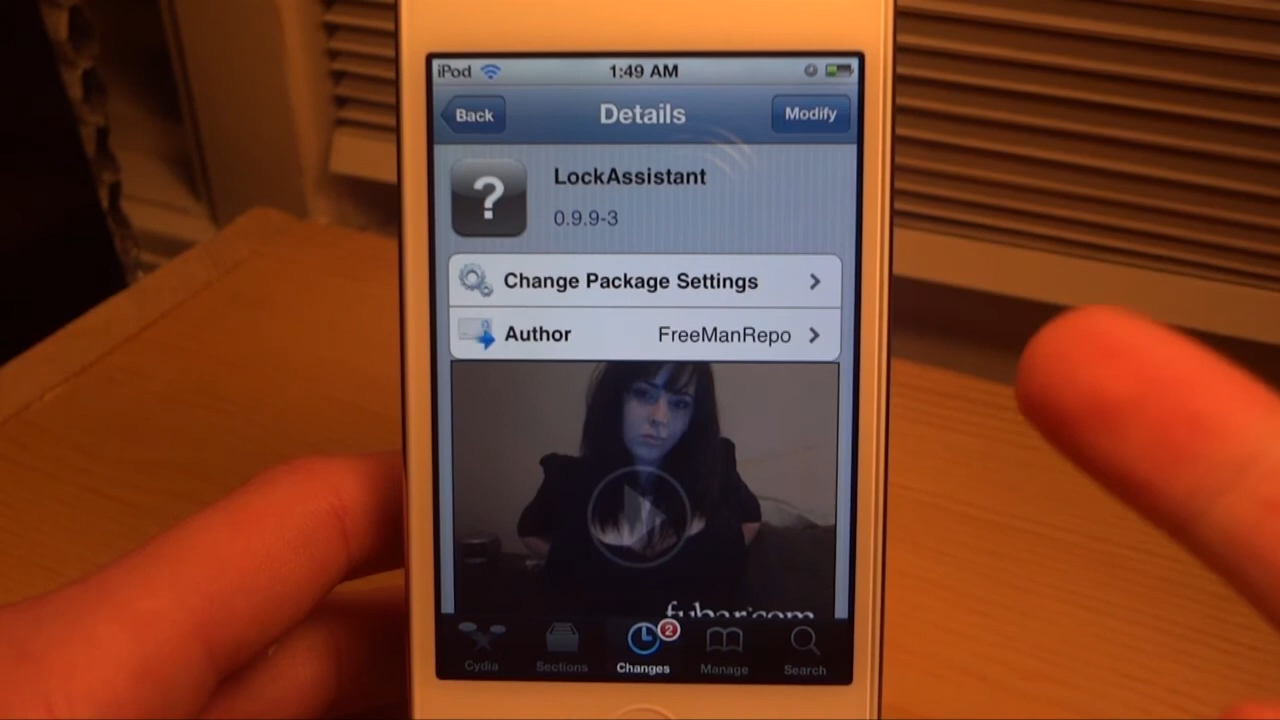 iPod 1:49 AM
Back Details Modify
LockAssistant
?
0.9.9-3
Change Package Settings
Author FreeManRepo
fubar.com
Cydia Sections Changes 2 Manage Search